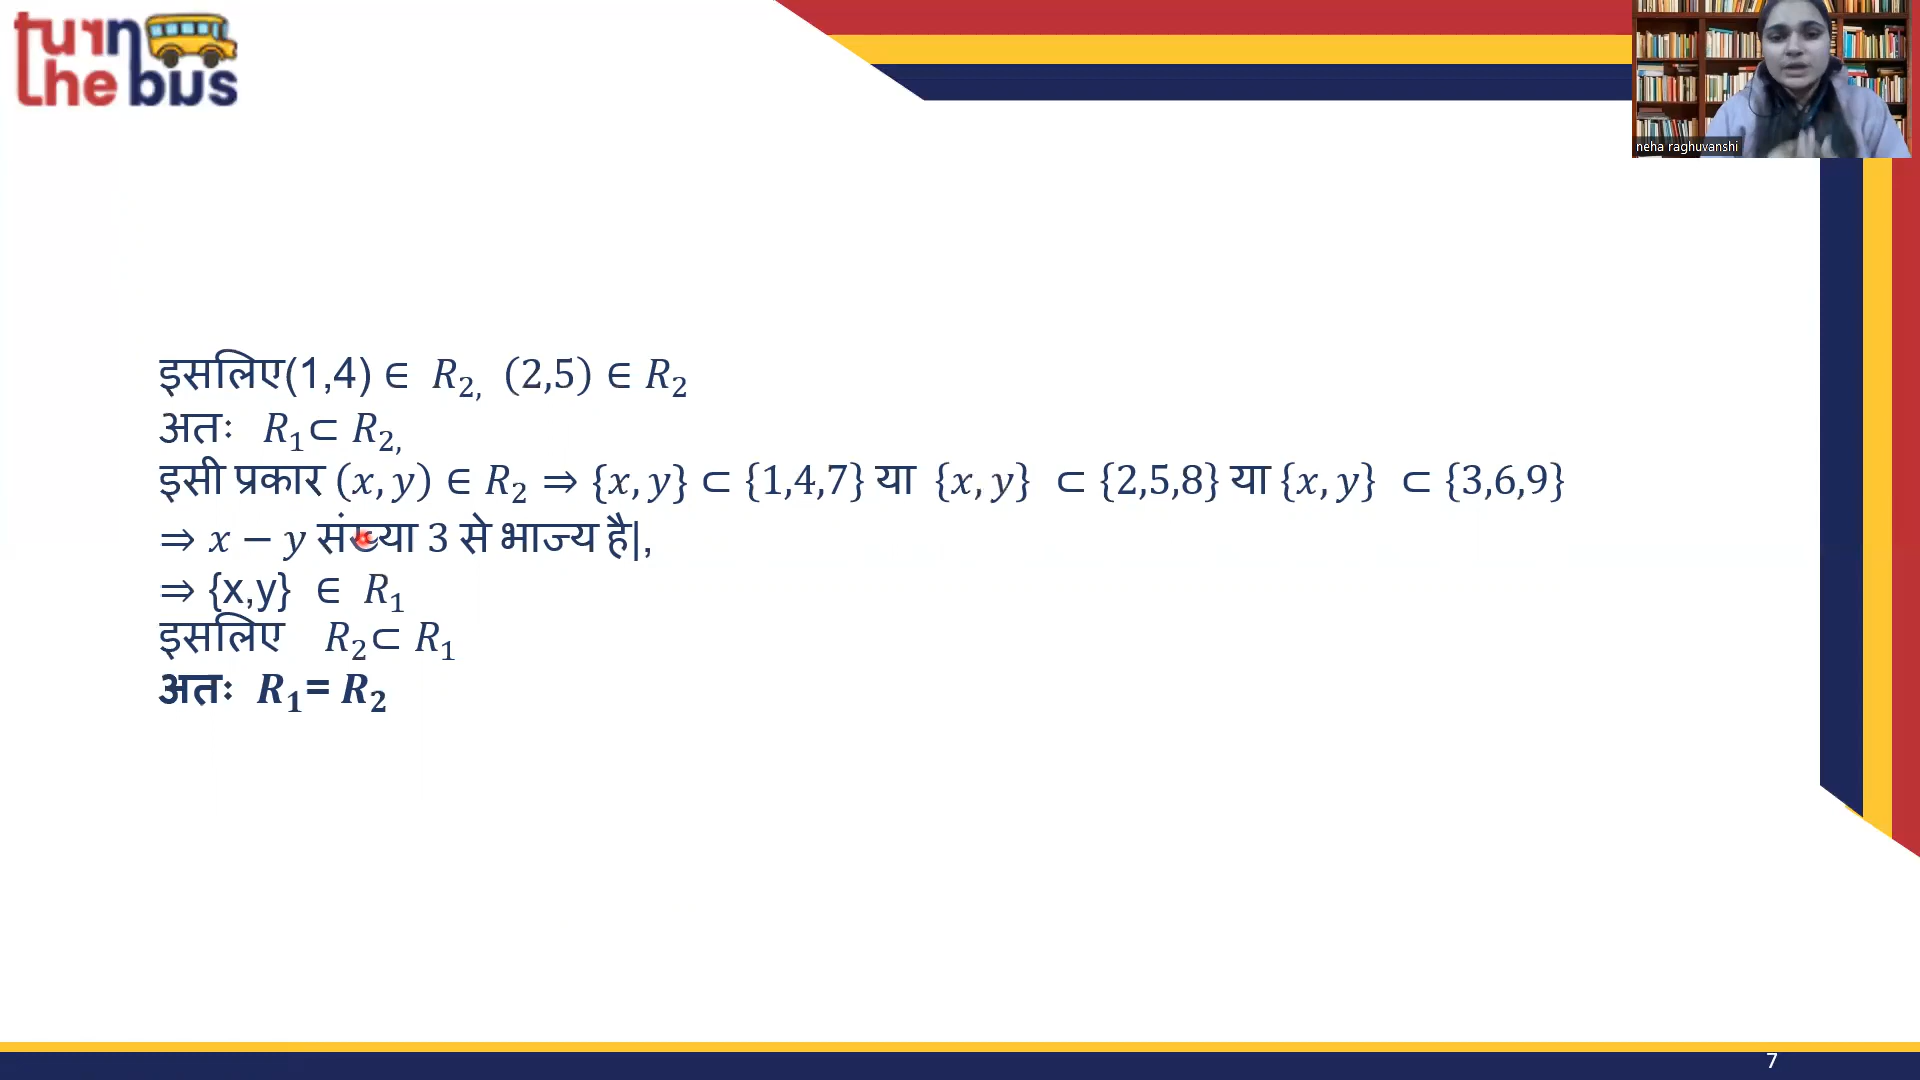 turn
the bus
neha raghuvanshi
इसलिए(1,4) ∈ R₂, (2,5) ∈ R₂
अतः R₁⊂ R₂,
इसी प्रकार (x, y) ∈ R₂ ⇒ {x, y} ⊂ {1,4,7} या {x, y} ⊂ {2,5,8} या {x, y} ⊂ {3,6,9}
⇒ x − y संख्या 3 से भाज्य है|,
⇒ {x,y} ∈ R₁
इसलिए R₂⊂ R₁
अतः R₁= R₂
7